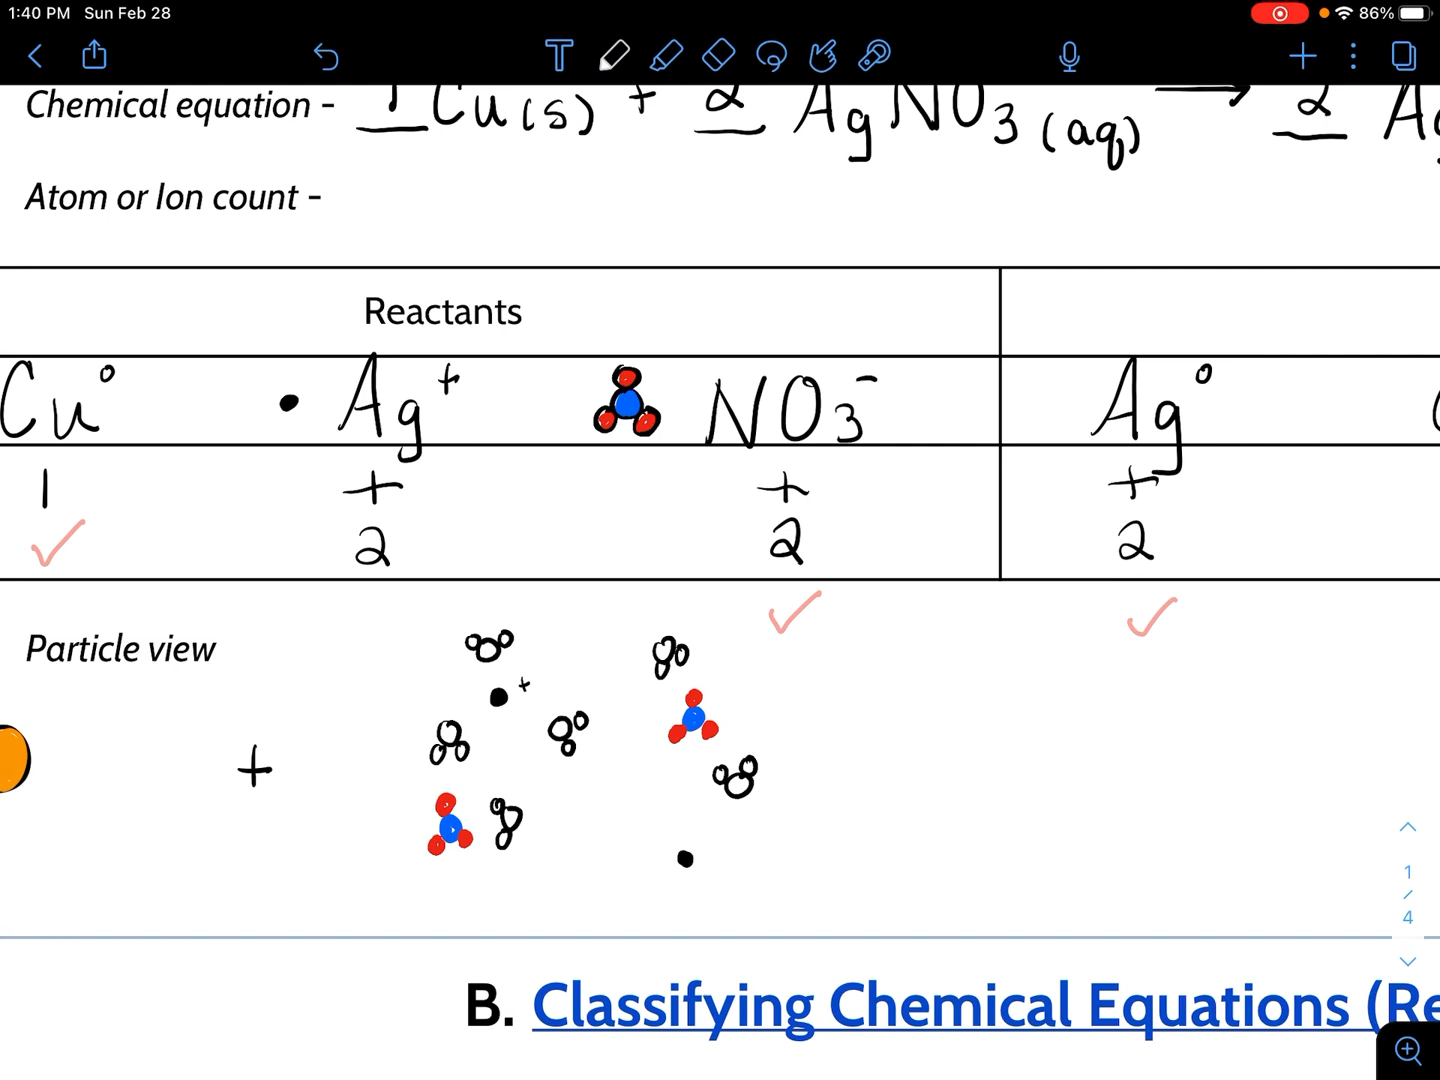 1:40 PM Sun Feb 28 86%
Chemical equation - 1 Cu(s) + 2 AgNO3(aq) → 2 Ag
Atom or Ion count -
Reactants
Cu⁰ • Ag⁺ NO₃⁻ Ag⁰
1 + + +
2 2 2
Particle view
+
+
1
/
4
B. Classifying Chemical Equations (Re